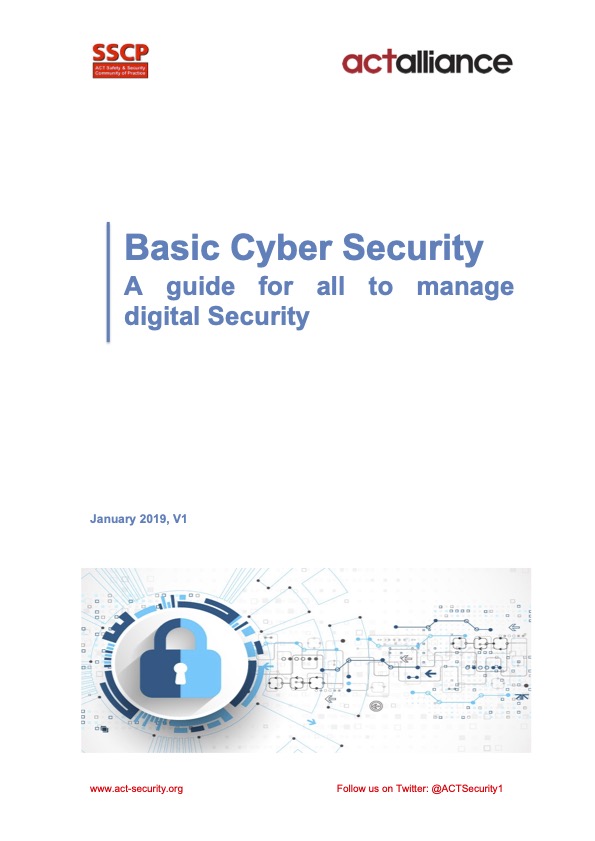 SSCP
ACT Safety & Security
Community of Practice
actalliance
Basic Cyber Security
A guide for all to manage
digital Security
January 2019, V1
www.act-security.org
Follow us on Twitter: @ACTSecurity1